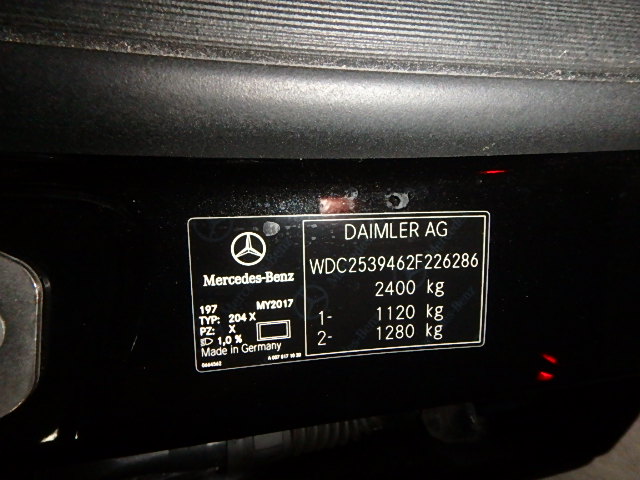 Mercedes-Benz
197 MY2017
TYP: 204 X
PZ: X
1,0 %
Made in Germany
DAIMLER AG
WDC2539462F226286
2400 kg
1- 1120 kg
2- 1280 kg